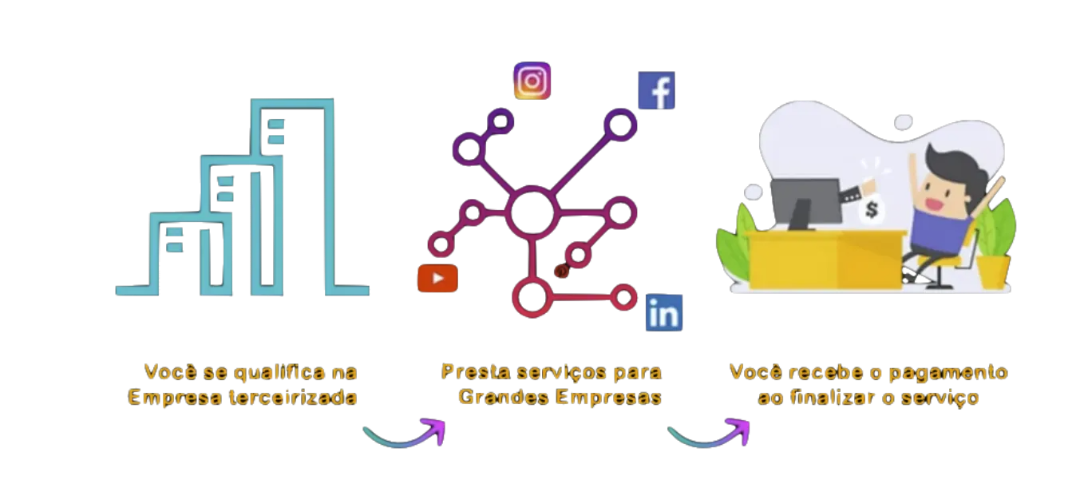 f
in
$
Você se qualifica na
Empresa terceirizada
Presta serviços para
Grandes Empresas
Você recebe o pagamento
ao finalizar o serviço